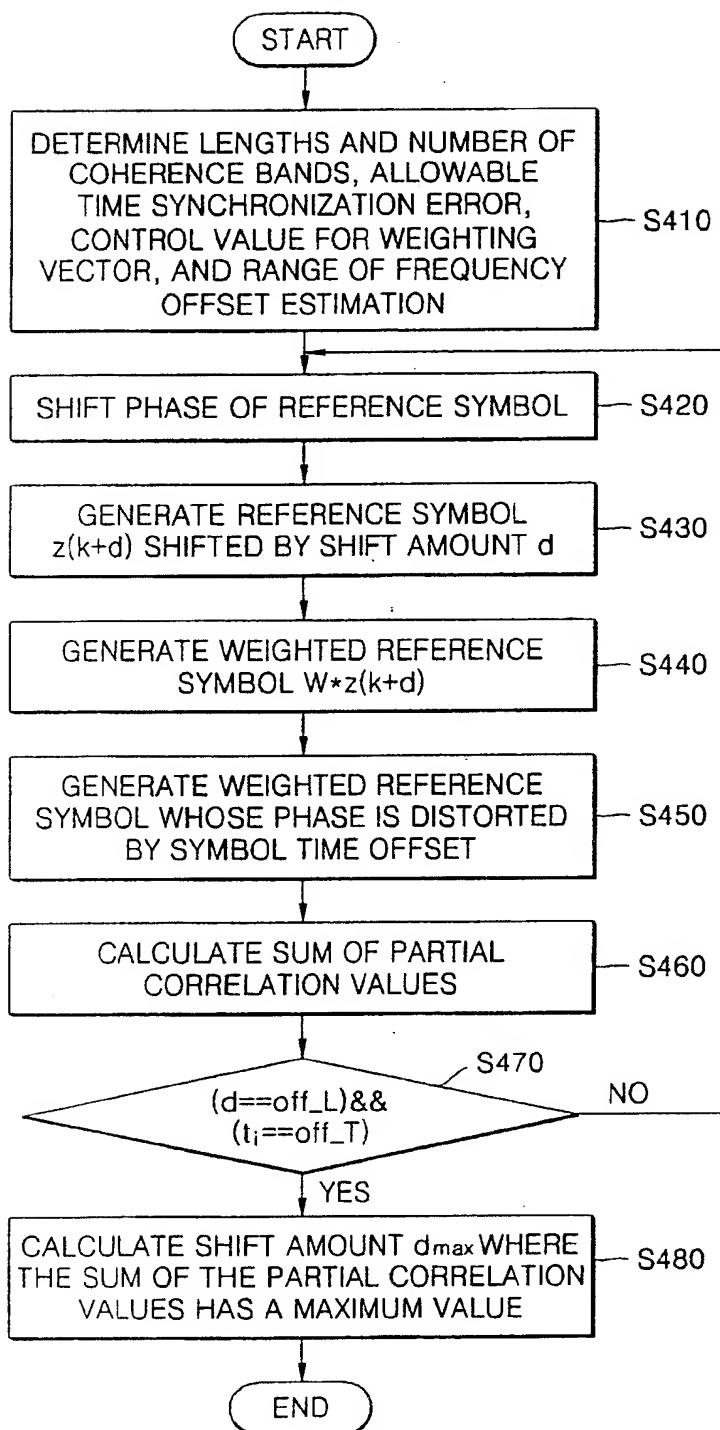 START
DETERMINE LENGTHS AND NUMBER OF
COHERENCE BANDS, ALLOWABLE
TIME SYNCHRONIZATION ERROR,
CONTROL VALUE FOR WEIGHTING
VECTOR, AND RANGE OF FREQUENCY
OFFSET ESTIMATION
S410
SHIFT PHASE OF REFERENCE SYMBOL
S420
GENERATE REFERENCE SYMBOL
z(k+d) SHIFTED BY SHIFT AMOUNT d
S430
GENERATE WEIGHTED REFERENCE
SYMBOL W*z(k+d)
S440
GENERATE WEIGHTED REFERENCE
SYMBOL WHOSE PHASE IS DISTORTED
BY SYMBOL TIME OFFSET
S450
CALCULATE SUM OF PARTIAL
CORRELATION VALUES
S460
S470
(d==off_L)&&
(ti==off_T)
NO
YES
CALCULATE SHIFT AMOUNT dmax WHERE
THE SUM OF THE PARTIAL CORRELATION
VALUES HAS A MAXIMUM VALUE
S480
END